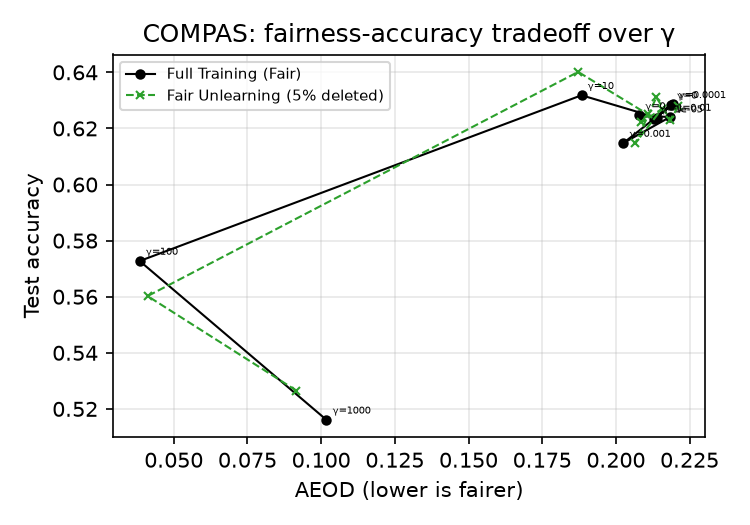 COMPAS: fairness-accuracy tradeoff over γ
Full Training (Fair)
Fair Unlearning (5% deleted)
γ=10
γ=0.0001
γ=0.001
γ=100
γ=1000
0.64
0.62
0.60
0.58
0.56
0.54
0.52
Test accuracy
0.050 0.075 0.100 0.125 0.150 0.175 0.200 0.225
AEOD (lower is fairer)